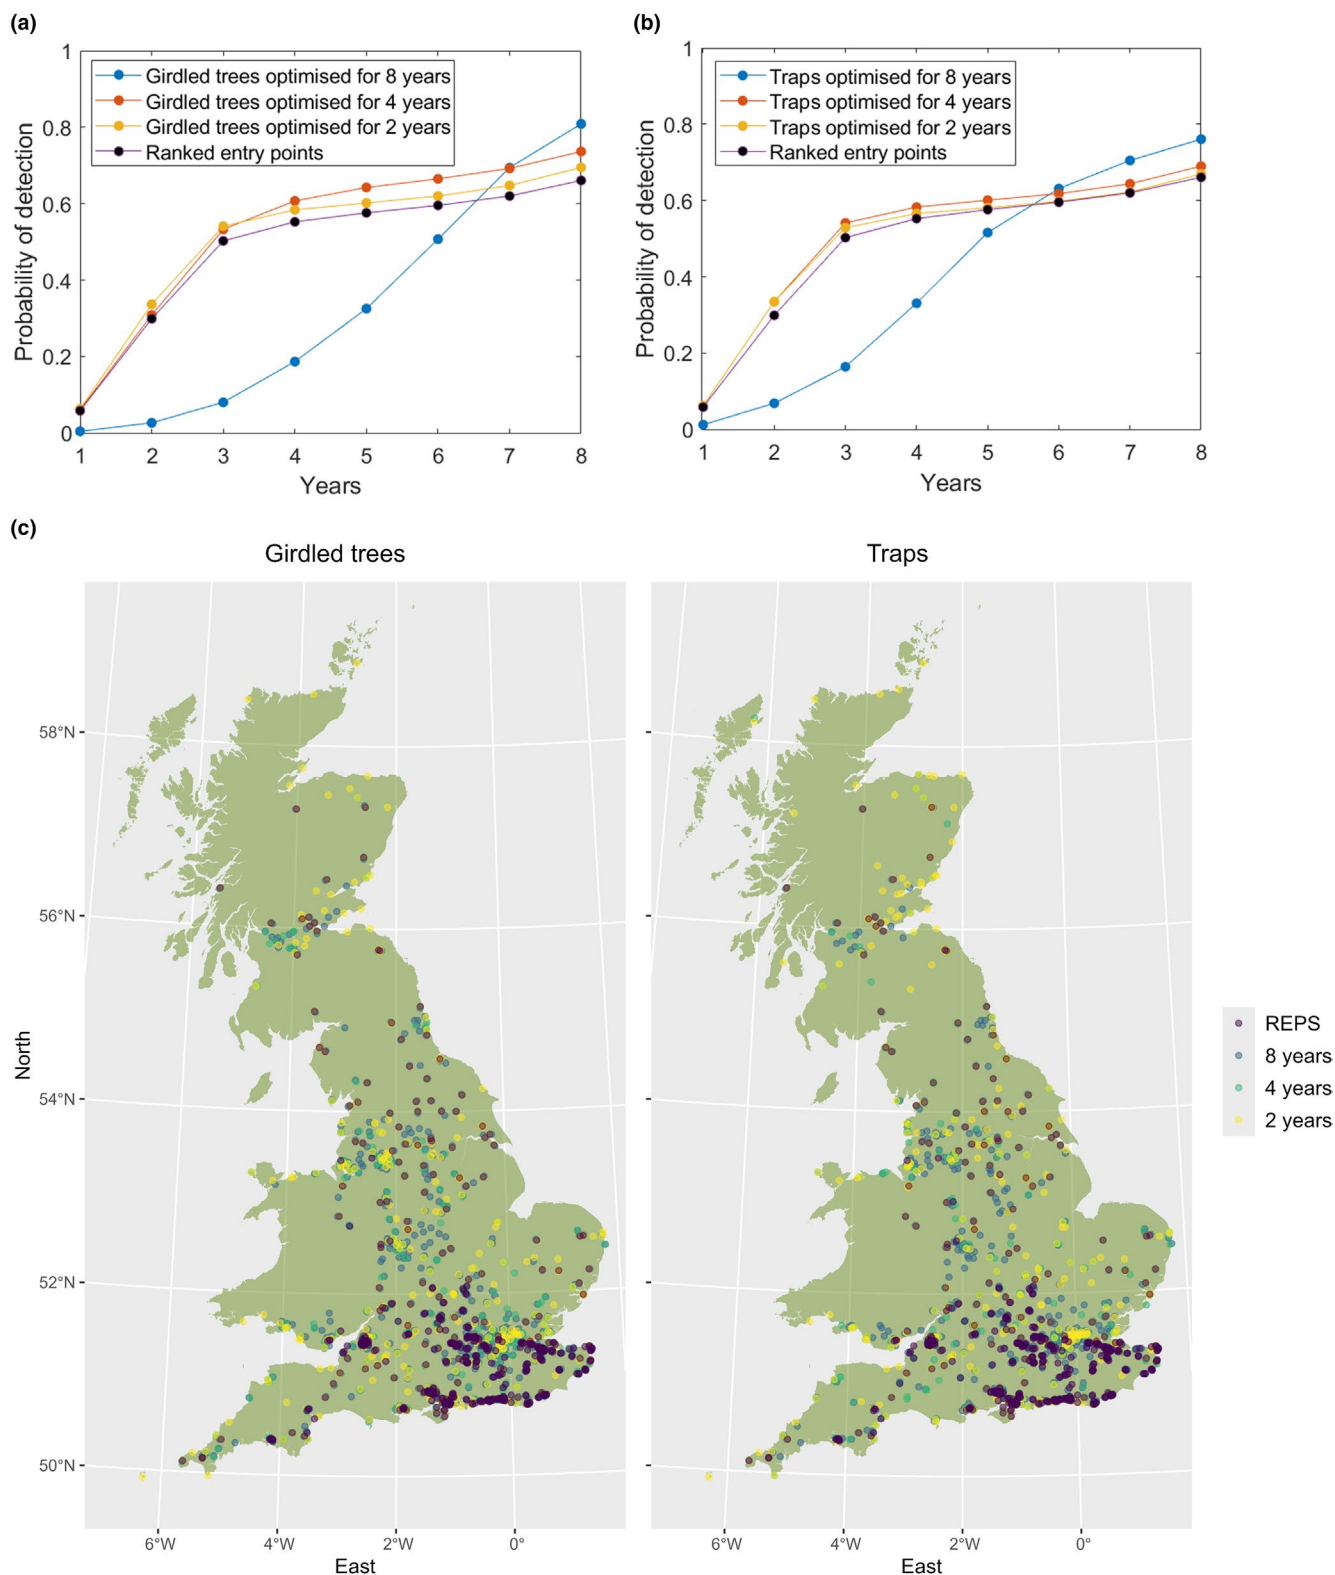 (a)
1
0.8
0.6
0.4
0.2
0
Probability of detection
Girdled trees optimised for 8 years
Girdled trees optimised for 4 years
Girdled trees optimised for 2 years
Ranked entry points
1 2 3 4 5 6 7 8
Years
(b)
1
0.8
0.6
0.4
0.2
0
Probability of detection
Traps optimised for 8 years
Traps optimised for 4 years
Traps optimised for 2 years
Ranked entry points
1 2 3 4 5 6 7 8
Years
(c)
Girdled trees
Traps
58°N
56°N
54°N
52°N
50°N
North
6°W 4°W 2°W 0°
East
6°W 4°W 2°W 0°
East
REPS
8 years
4 years
2 years